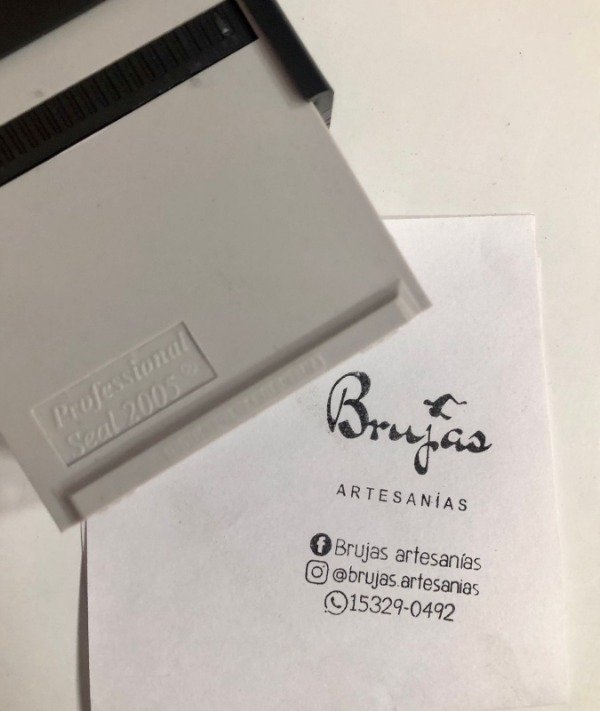 Professional
Seal 2005®
Brujas
ARTESANÍAS
Brujas artesanías
@brujas.artesanias
15329-0492